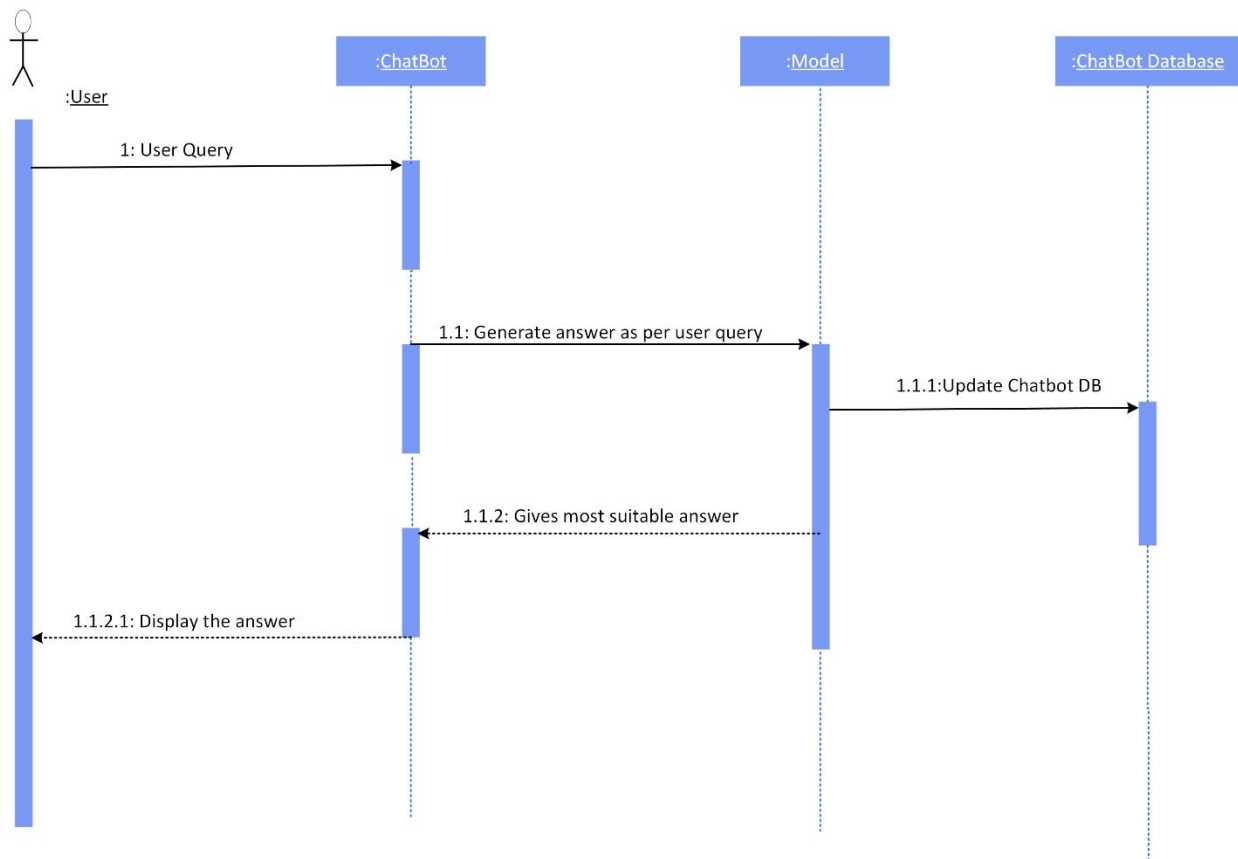 :ChatBot
:Model
:ChatBot Database
:User
1: User Query
1.1: Generate answer as per user query
1.1.1:Update Chatbot DB
1.1.2: Gives most suitable answer
1.1.2.1: Display the answer